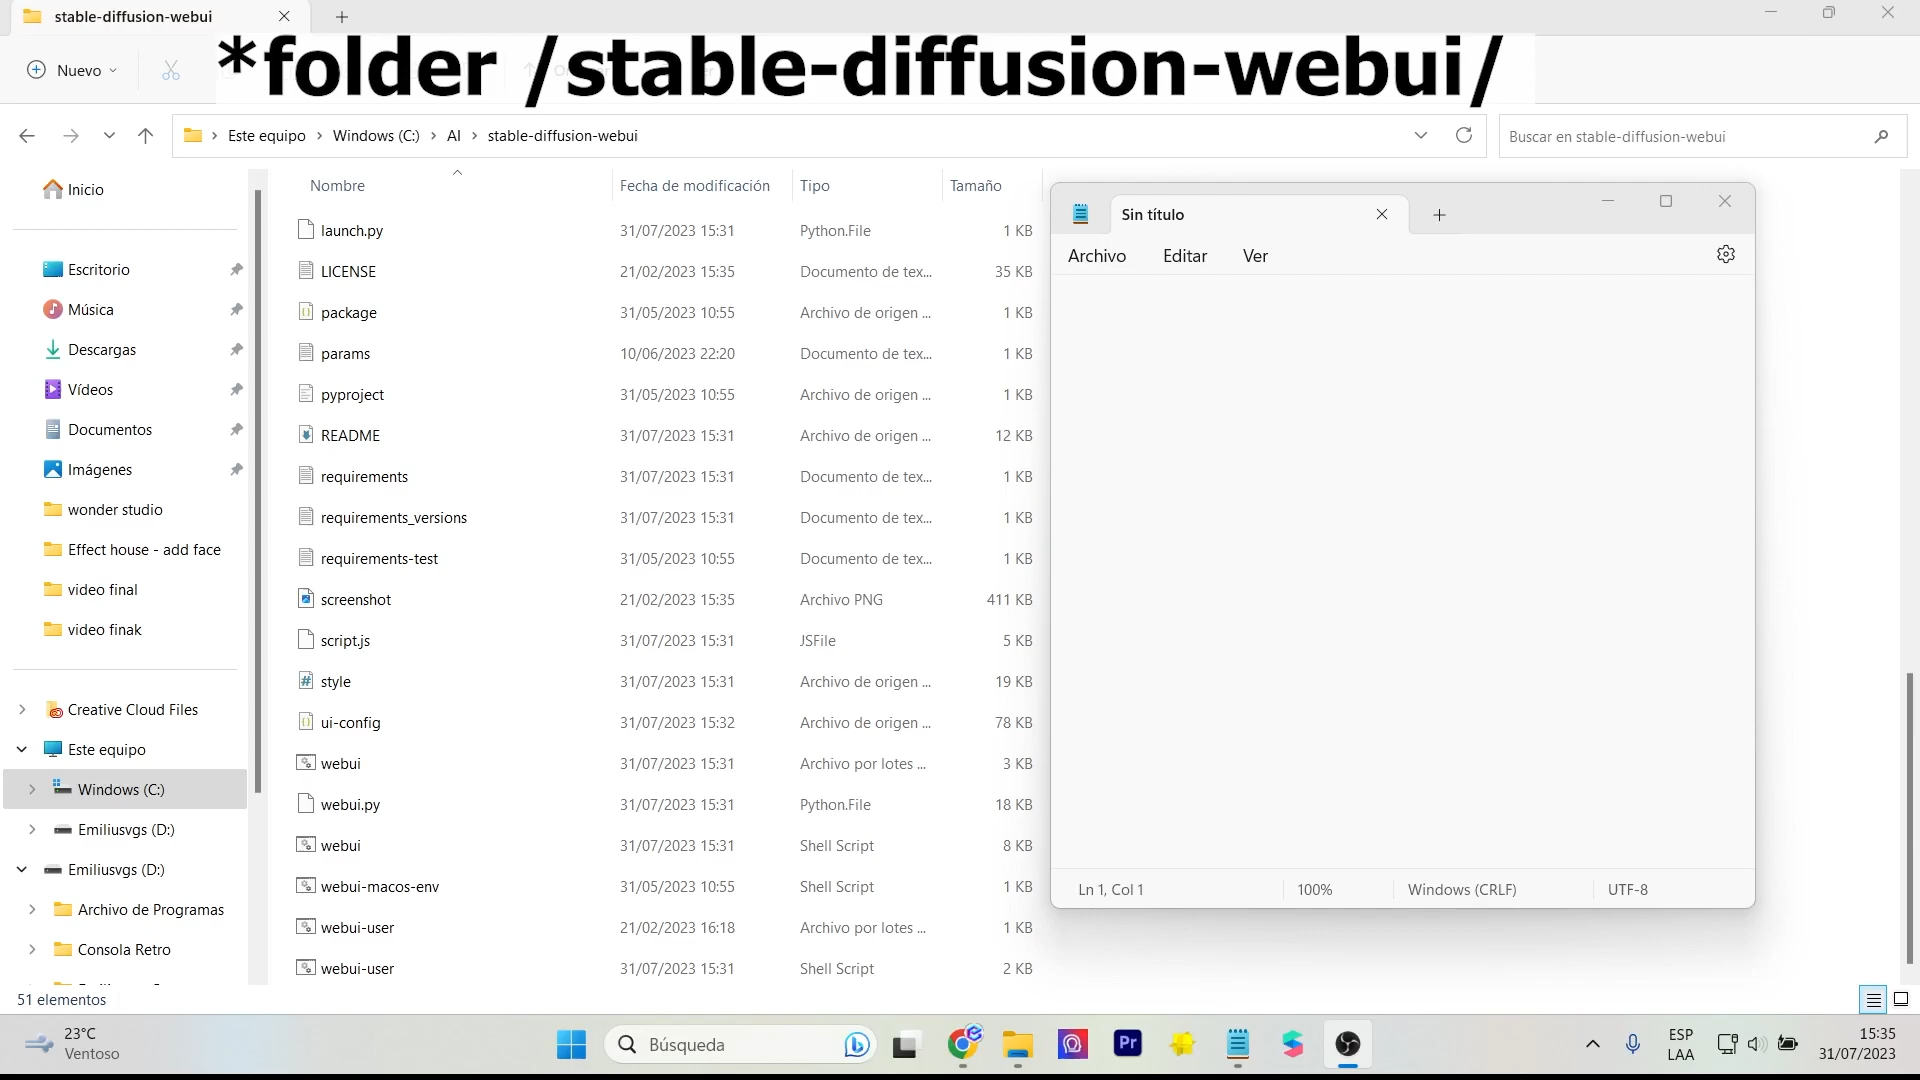 stable-diffusion-webui
Nuevo
*folder /stable-diffusion-webui/
Este equipo > Windows (C:) > AI > stable-diffusion-webui
Buscar en stable-diffusion-webui
Inicio
Escritorio
Música
Descargas
Vídeos
Documentos
Imágenes
wonder studio
Effect house - add face
video final
video finak
Creative Cloud Files
Este equipo
Windows (C:)
Emiliusvgs (D:)
Emiliusvgs (D:)
Archivo de Programas
Consola Retro
Nombre Fecha de modificación Tipo Tamaño
launch.py 31/07/2023 15:31 Python.File 1 KB
LICENSE 21/02/2023 15:35 Documento de tex... 35 KB
package 31/05/2023 10:55 Archivo de origen ... 1 KB
params 10/06/2023 22:20 Documento de tex... 1 KB
pyproject 31/05/2023 10:55 Archivo de origen ... 1 KB
README 31/07/2023 15:31 Archivo de origen ... 12 KB
requirements 31/07/2023 15:31 Documento de tex... 1 KB
requirements_versions 31/07/2023 15:31 Documento de tex... 1 KB
requirements-test 31/05/2023 10:55 Documento de tex... 1 KB
screenshot 21/02/2023 15:35 Archivo PNG 411 KB
script.js 31/07/2023 15:31 JSFile 5 KB
style 31/07/2023 15:31 Archivo de origen ... 19 KB
ui-config 31/07/2023 15:32 Archivo de origen ... 78 KB
webui 31/07/2023 15:31 Archivo por lotes ... 3 KB
webui.py 31/07/2023 15:31 Python.File 18 KB
webui 31/07/2023 15:31 Shell Script 8 KB
webui-macos-env 31/05/2023 10:55 Shell Script 1 KB
webui-user 21/02/2023 16:18 Archivo por lotes ... 1 KB
webui-user 31/07/2023 15:31 Shell Script 2 KB
Sin título
Archivo Editar Ver
Ln 1, Col 1 100% Windows (CRLF) UTF-8
51 elementos
23°C
Ventoso
Búsqueda
Pr
ESP
LAA
15:35
31/07/2023